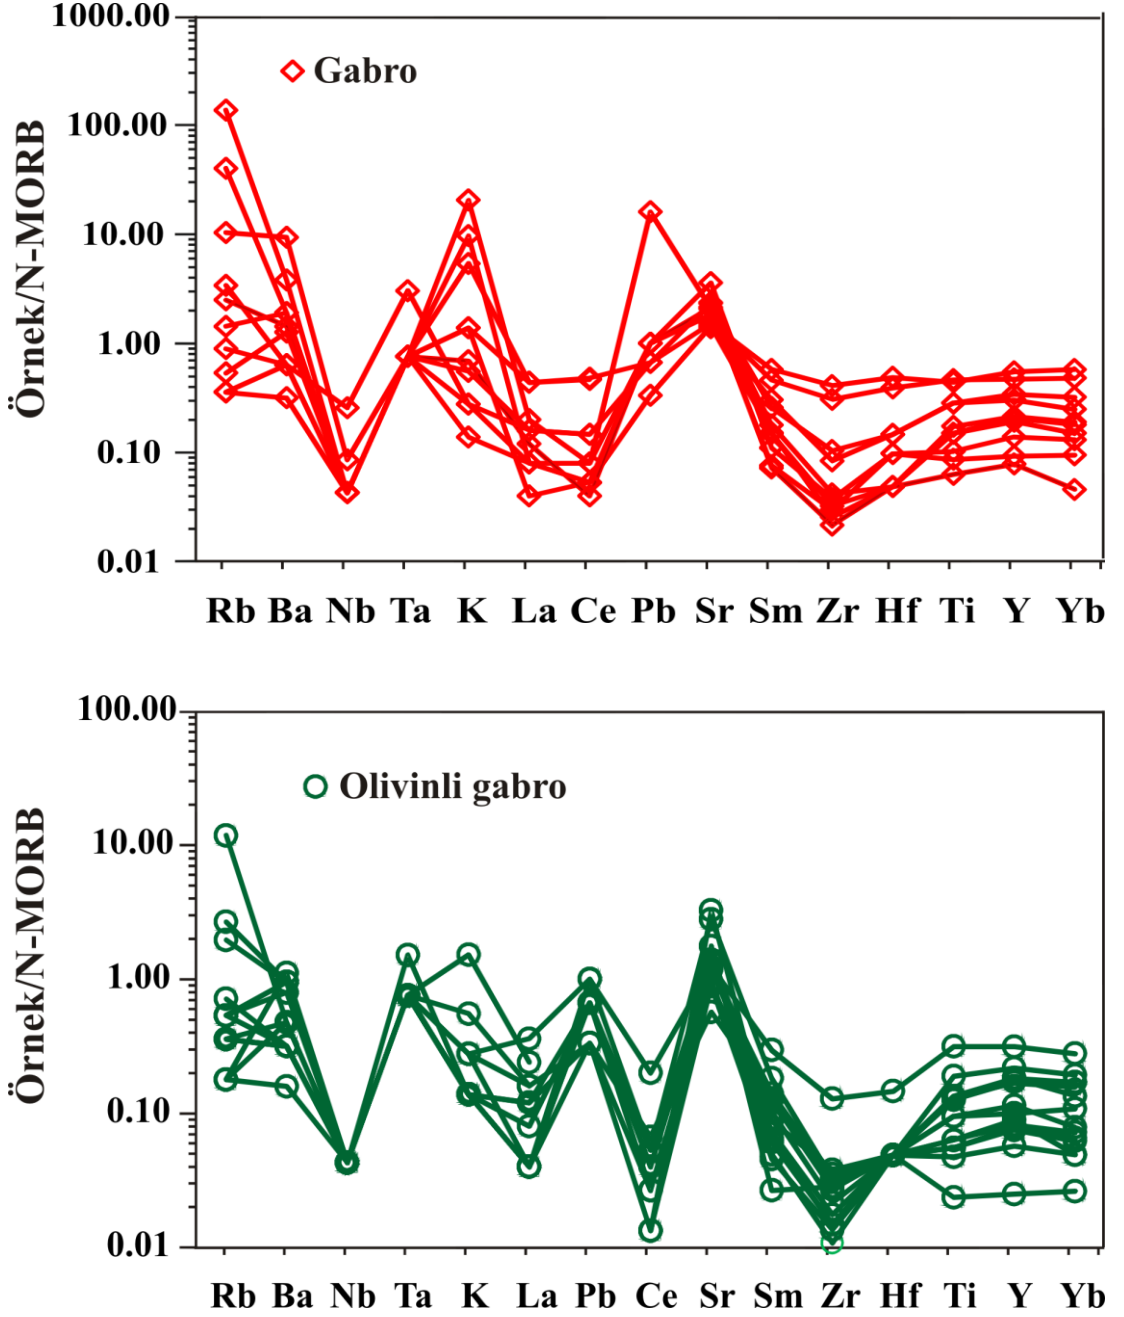 1000.00
Gabro
100.00
10.00
1.00
0.10
0.01
Örnek/N-MORB
Rb Ba Nb Ta K La Ce Pb Sr Sm Zr Hf Ti Y Yb
100.00
Olivinli gabro
10.00
1.00
0.10
0.01
Örnek/N-MORB
Rb Ba Nb Ta K La Pb Ce Sr Sm Zr Hf Ti Y Yb